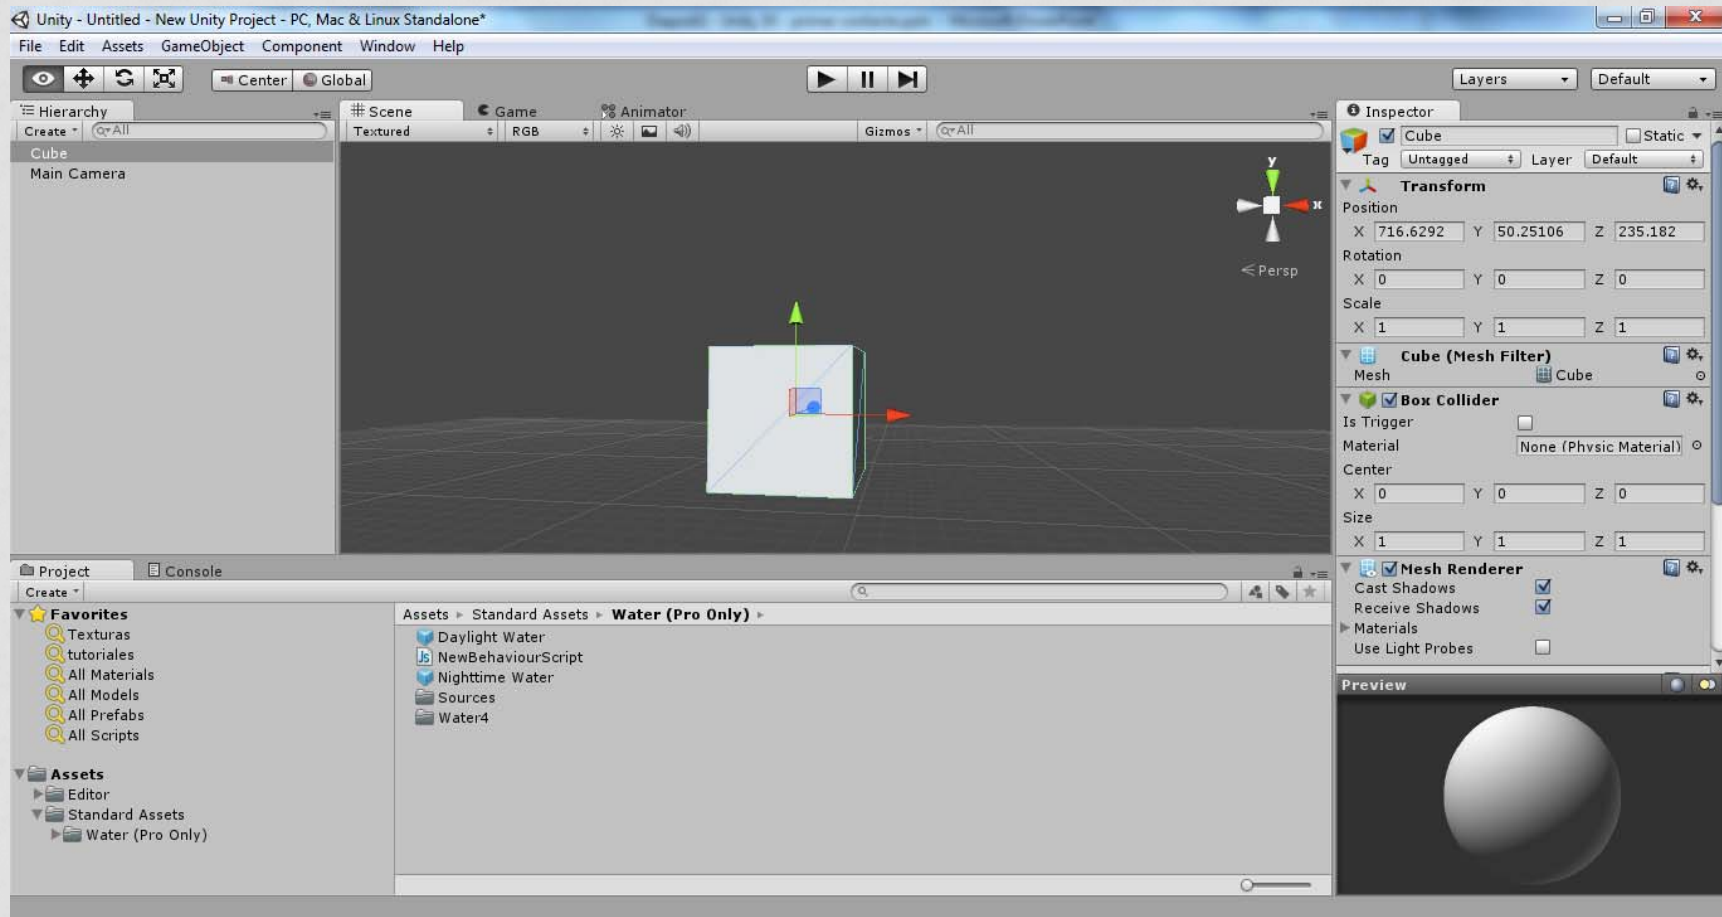 Unity - Untitled - New Unity Project - PC, Mac & Linux Standalone*
File Edit Assets GameObject Component Window Help
Center Global
Layers Default
Hierarchy
Create All
Cube
Main Camera
Scene Game Animator
Textured RGB Gizmos All
y
x
Persp
Inspector
Cube Static
Tag Untagged Layer Default
Transform
Position
X 716.6292 Y 50.25106 Z 235.182
Rotation
X 0 Y 0 Z 0
Scale
X 1 Y 1 Z 1
Cube (Mesh Filter)
Mesh Cube
Box Collider
Is Trigger
Material None (Physic Material)
Center
X 0 Y 0 Z 0
Size
X 1 Y 1 Z 1
Mesh Renderer
Cast Shadows
Receive Shadows
Materials
Use Light Probes
Preview
Project Console
Create
Favorites
Texturas
tutoriales
All Materials
All Models
All Prefabs
All Scripts
Assets
Editor
Standard Assets
Water (Pro Only)
Assets Standard Assets Water (Pro Only)
Daylight Water
Js NewBehaviourScript
Nighttime Water
Sources
Water4